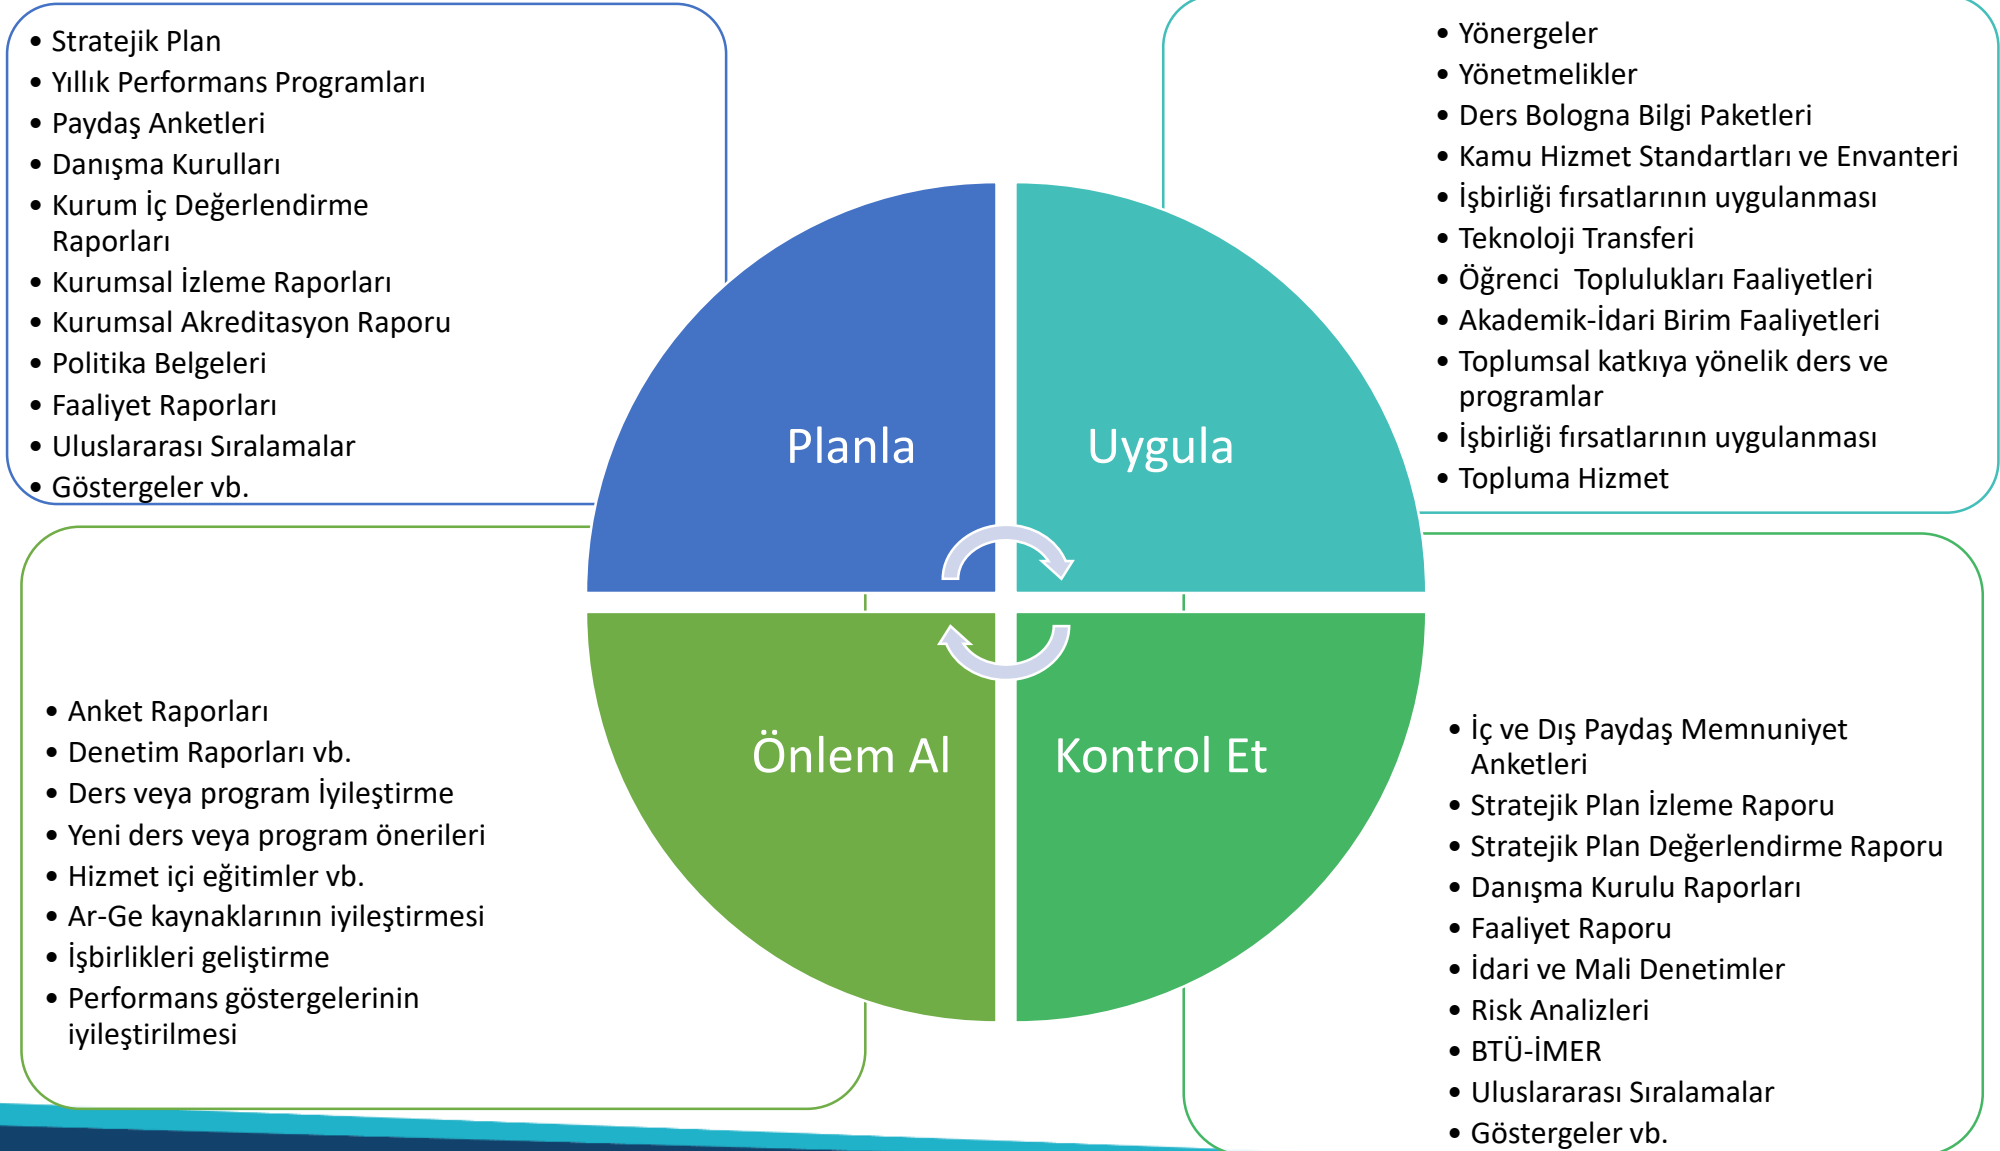 • Stratejik Plan
• Yıllık Performans Programları
• Paydaş Anketleri
• Danışma Kurulları
• Kurum İç Değerlendirme
Raporları
• Kurumsal İzleme Raporları
• Kurumsal Akreditasyon Raporu
• Politika Belgeleri
• Faaliyet Raporları
• Uluslararası Sıralamalar
• Göstergeler vb.
• Yönergeler
• Yönetmelikler
• Ders Bologna Bilgi Paketleri
• Kamu Hizmet Standartları ve Envanteri
• İşbirliği fırsatlarının uygulanması
• Teknoloji Transferi
• Öğrenci  Toplulukları Faaliyetleri
• Akademik-İdari Birim Faaliyetleri
• Toplumsal katkıya yönelik ders ve
programlar
• İşbirliği fırsatlarının uygulanması
• Topluma Hizmet
Planla
Uygula
Önlem Al
Kontrol Et
• Anket Raporları
• Denetim Raporları vb.
• Ders veya program İyileştirme
• Yeni ders veya program önerileri
• Hizmet içi eğitimler vb.
• Ar-Ge kaynaklarının iyileştirmesi
• İşbirlikleri geliştirme
• Performans göstergelerinin
iyileştirilmesi
• İç ve Dış Paydaş Memnuniyet
Anketleri
• Stratejik Plan İzleme Raporu
• Stratejik Plan Değerlendirme Raporu
• Danışma Kurulu Raporları
• Faaliyet Raporu
• İdari ve Mali Denetimler
• Risk Analizleri
• BTÜ-İMER
• Uluslararası Sıralamalar
• Göstergeler vb.